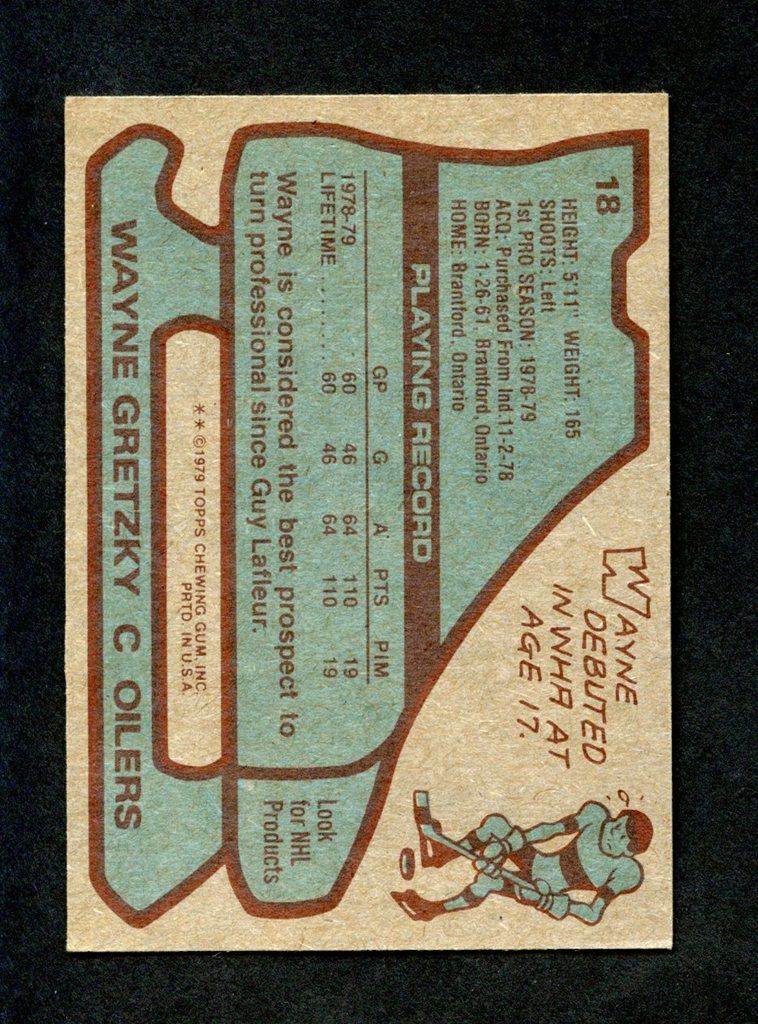 18
HEIGHT: 5'11" WEIGHT: 165
SHOOTS: Left
1st PRO SEASON: 1978-79
ACQ: Purchased From Ind. 11-2-78
BORN: 1-26-61, Brantford, Ontario
HOME: Brantford, Ontario
WAYNE
DEBUTED
IN WHA AT
AGE 17.
PLAYING RECORD
GP G A PTS PIM
1978-79 60 46 64 110 19
LIFETIME .......... 60 46 64 110 19
Wayne is considered the best prospect to
turn professional since Guy Lafleur.
Look
for NHL
Products
* * ©1979 TOPPS CHEWING GUM, INC.
PRTD. IN U.S.A.
WAYNE GRETZKY C OILERS